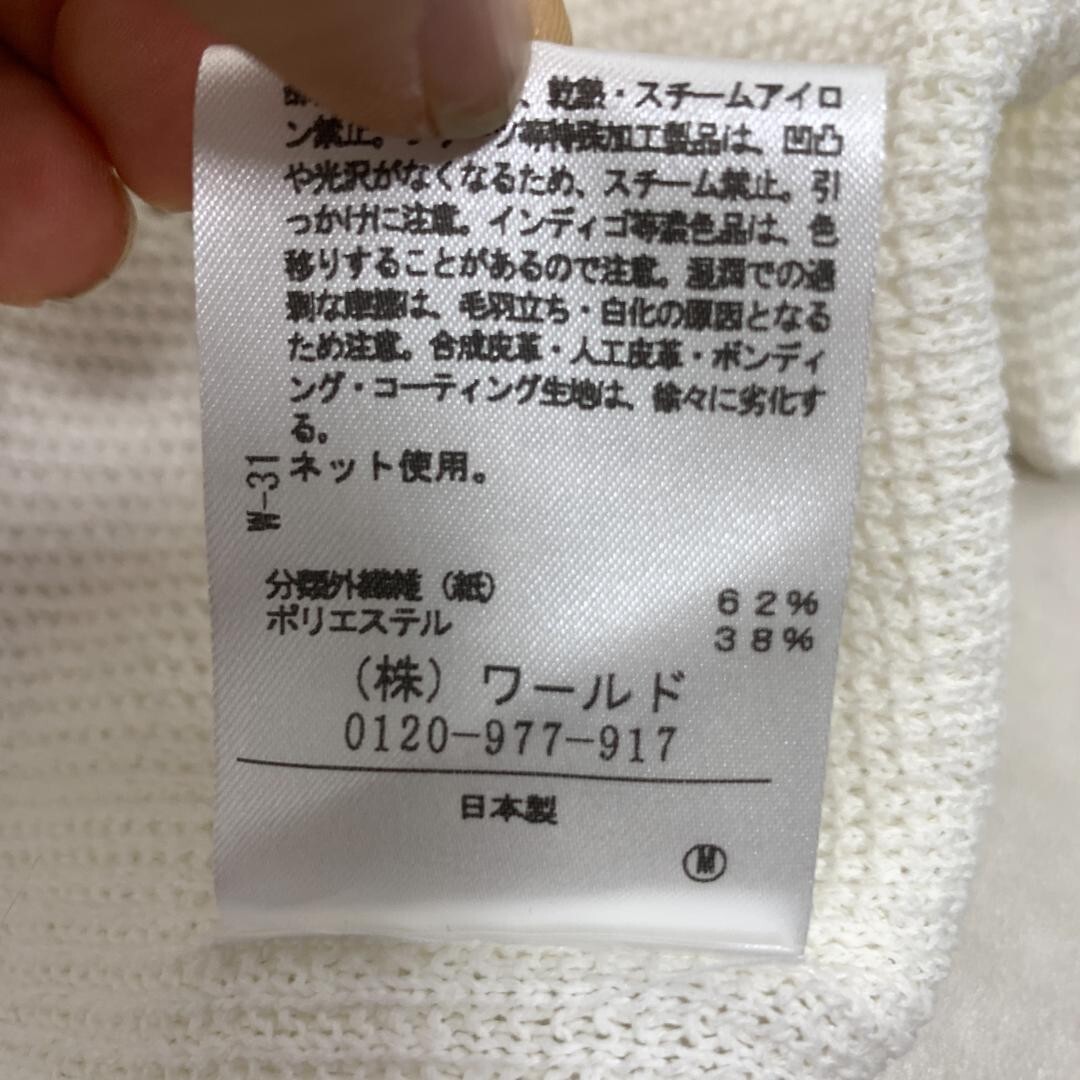 、乾熱・スチームアイロ
ン禁止。 等特殊加工製品は、凹凸
や光沢がなくなるため、スチーム禁止。引
っかけに注意。インディゴ等濃色品は、色
移りすることがあるので注意。湿潤での過
剰な摩擦は、毛羽立ち・白化の原因となる
ため注意。合成皮革・人工皮革・ボンディ
ング・コーティング生地は、徐々に劣化す
る。
ネット使用。
W-31
分類外繊維（紙） 62%
ポリエステル 38%
（株）ワールド
0120-977-917
日本製
Ⓜ